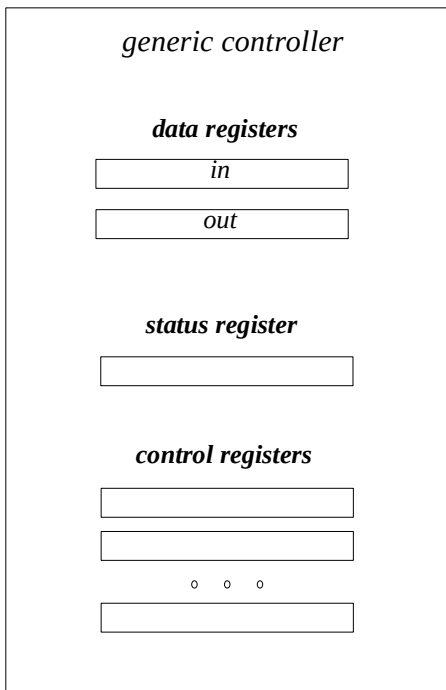 generic controller
data registers
in
out
status register
control registers